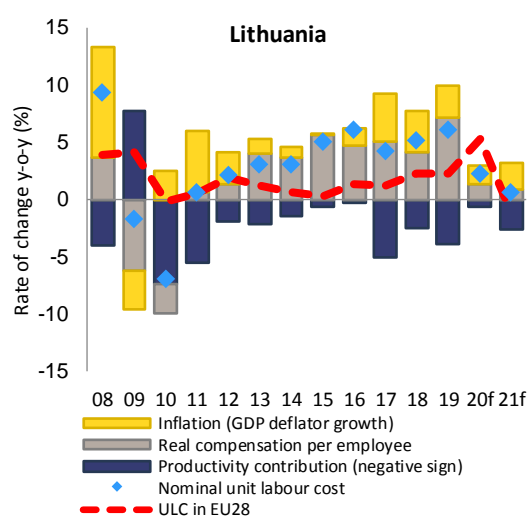 Lithuania
Rate of change y-o-y (%)
15
10
5
0
-5
-10
-15
08 09 10 11 12 13 14 15 16 17 18 19 20f 21f
Inflation (GDP deflator growth)
Real compensation per employee
Productivity contribution (negative sign)
Nominal unit labour cost
ULC in EU28